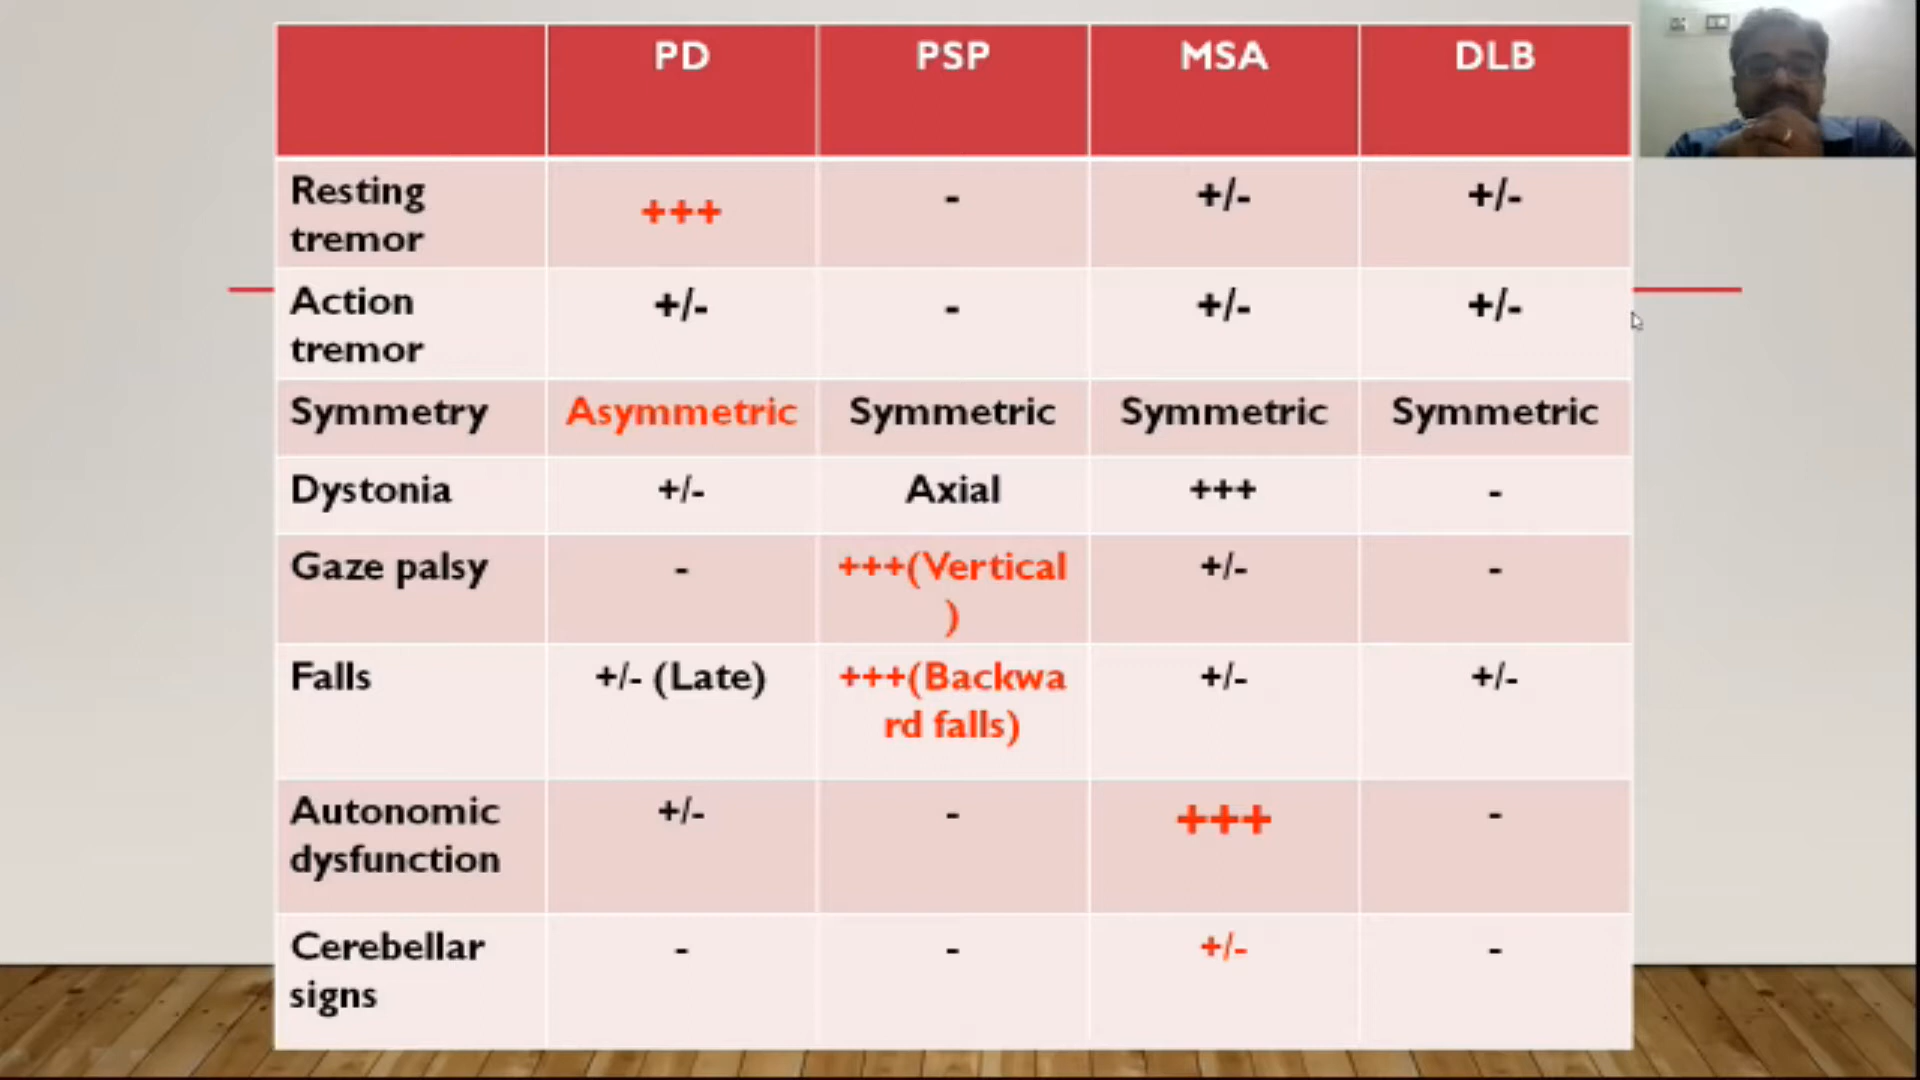 PD PSP MSA DLB
Resting
tremor
+++ - +/- +/-
Action
tremor
+/- - +/- +/-
Symmetry Asymmetric Symmetric Symmetric Symmetric
Dystonia +/- Axial +++ -
Gaze palsy - +++(Vertical
)
+/- -
Falls +/- (Late) +++(Backwa
rd falls)
+/- +/-
Autonomic
dysfunction
+/- - +++ -
Cerebellar
signs
- - +/- -